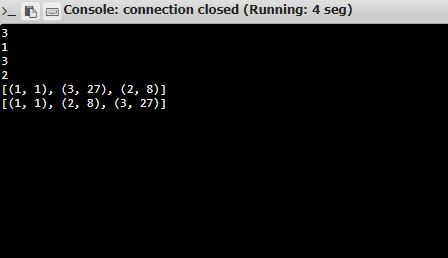 Console: connection closed (Running: 4 seg)
3
1
3
2
[(1, 1), (3, 27), (2, 8)]
[(1, 1), (2, 8), (3, 27)]